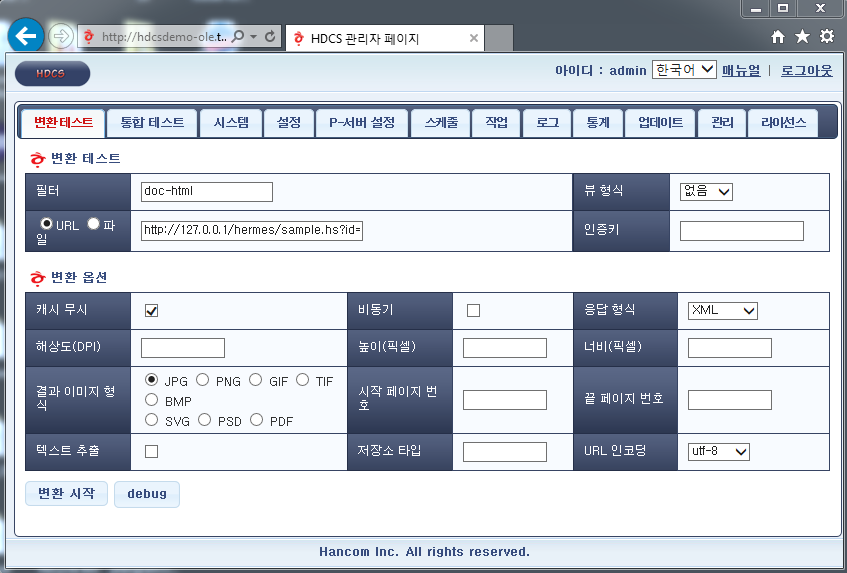 http://hdcsdemo-ole.t...
HDCS 관리자 페이지
HDCS
아이디 : admin 한국어 매뉴얼 | 로그아웃
변환테스트 통합 테스트 시스템 설정 P-서버 설정 스케줄 작업 로그 통계 업데이트 관리 라이선스
변환 테스트
필터 doc-html 뷰 형식 없음
URL 파일 http://127.0.0.1/hermes/sample.hs?id= 인증키
변환 옵션
캐시 무시 비동기 응답 형식 XML
해상도(DPI) 높이(픽셀) 너비(픽셀)
결과 이미지 형식 JPG PNG GIF TIF
BMP
SVG PSD PDF
시작 페이지 번호 끝 페이지 번호
텍스트 추출 저장소 타입 URL 인코딩 utf-8
변환 시작 debug
Hancom Inc. All rights reserved.